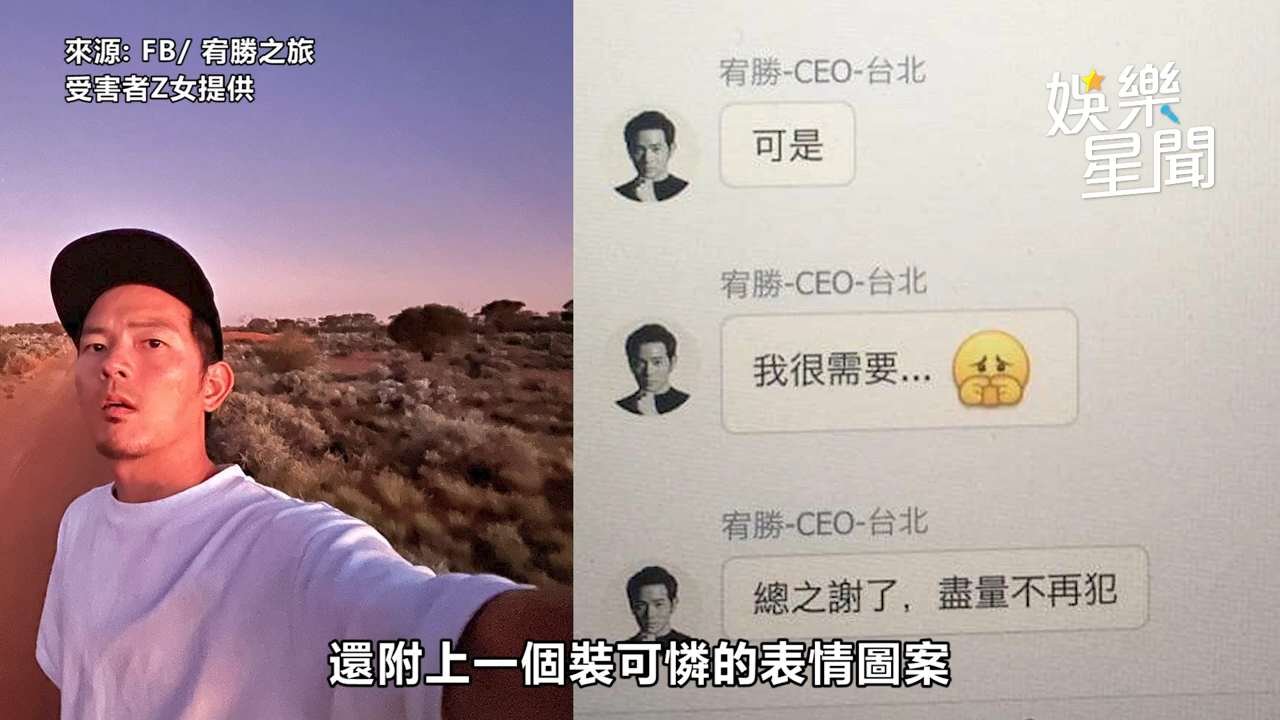 來源: FB/ 宥勝之旅
受害者Z女提供
娛樂
星聞
宥勝-CEO-台北
可是
宥勝-CEO-台北
我很需要...
宥勝-CEO-台北
總之謝了，盡量不再犯
還附上一個裝可憐的表情圖案